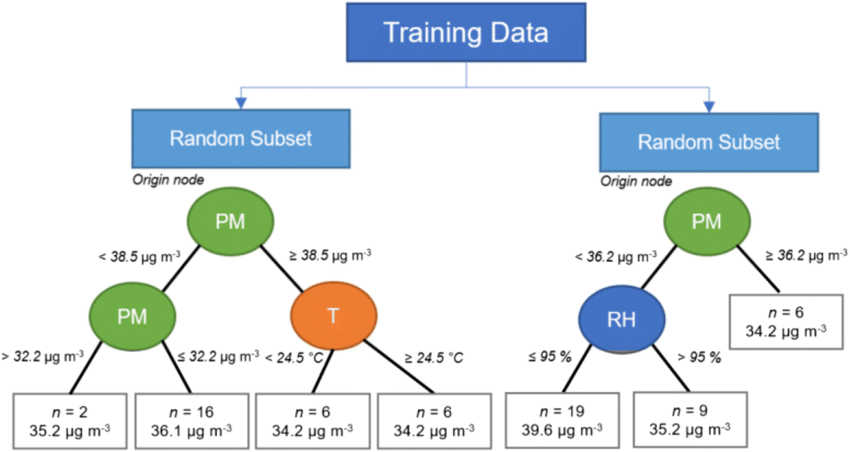 Training Data
Random Subset
Random Subset
Origin node
Origin node
PM
PM
< 38.5 µg m-3
≥ 38.5 µg m-3
< 36.2 µg m-3
≥ 36.2 µg m-3
PM
T
RH
n = 6
34.2 µg m-3
> 32.2 µg m-3
≤ 32.2 µg m-3
< 24.5 °C
≥ 24.5 °C
≤ 95 %
> 95 %
n = 2
35.2 µg m-3
n = 16
36.1 µg m-3
n = 6
34.2 µg m-3
n = 6
34.2 µg m-3
n = 19
39.6 µg m-3
n = 9
35.2 µg m-3